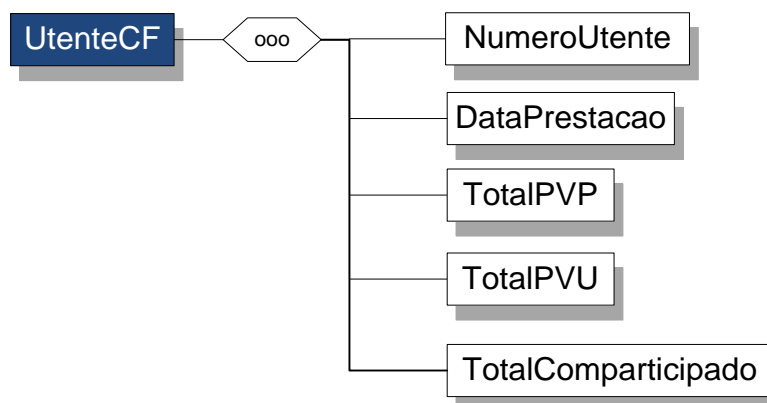 UtenteCF
ooo
NumeroUtente
DataPrestacao
TotalPVP
TotalPVU
TotalComparticipado